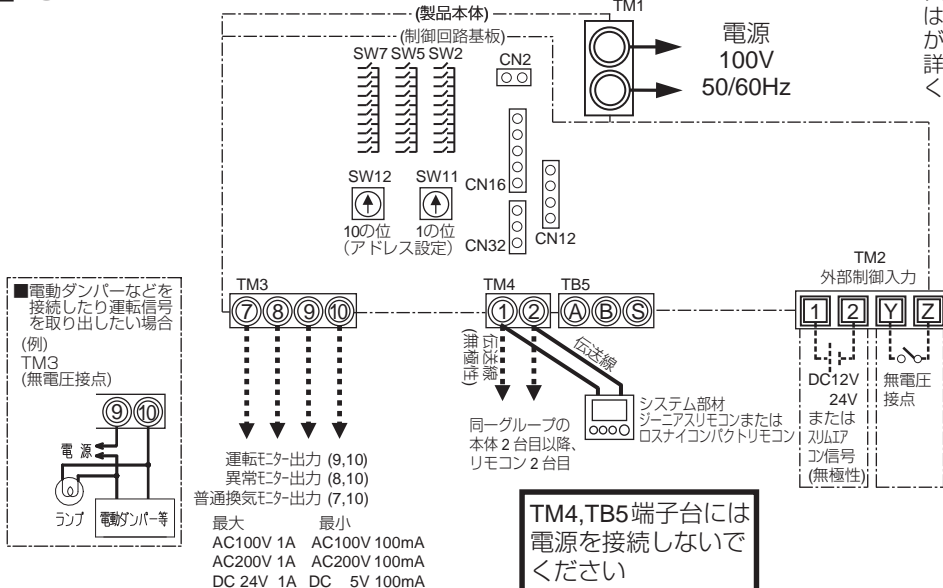 (製品本体)
TM1
(制御回路基板)
電源
100V
50/60Hz
は
が
詳
く
SW7 SW5 SW2
CN2
SW12
SW11
CN16
10の位
1の位
(アドレス設定)
CN32
CN12
TM3
⑦⑧⑨⑩
TM4
①②
TB5
ⒶⒷⓈ
TM2
外部制御入力
1 2 Y Z
■電動ダンパーなどを
接続したり運転信号
を取り出したい場合
(例)
TM3
(無電圧接点)
⑨⑩
電 源
ランプ
電動ダンパー等
運転モニター出力 (9,10)
異常モニター出力 (8,10)
普通換気モニター出力 (7,10)
最大 最小
AC100V 1A AC100V 100mA
AC200V 1A AC200V 100mA
DC 24V 1A DC 5V 100mA
伝送線
(無極性)
伝送線
同一グループの
本体2台目以降、
リモコン2台目
システム部材
ジーニアスリモコンまたは
ロスナイコンパクトリモコン
DC12V
24V
または
スリムエア
コン信号
(無極性)
無電圧
接点
TM4,TB5端子台には
電源を接続しないで
ください